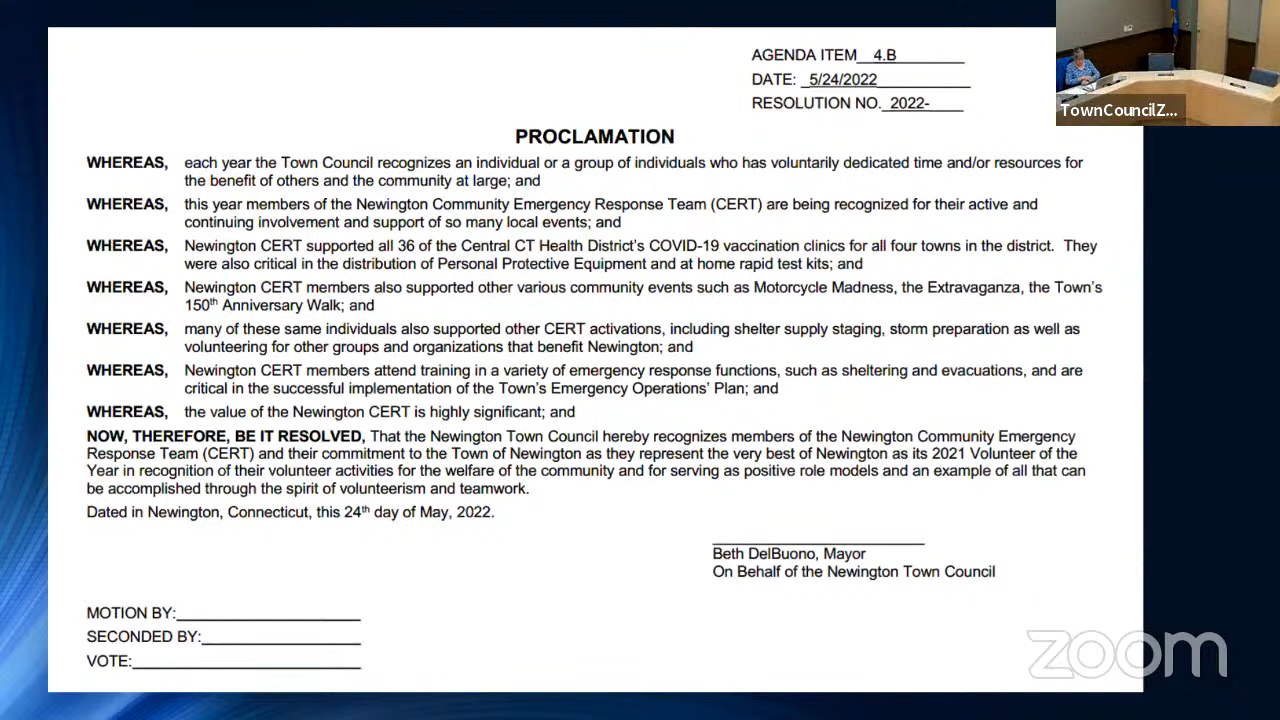 AGENDA ITEM 4.B
DATE: 5/24/2022
RESOLUTION NO. 2022-
TownCouncilZ...
PROCLAMATION
WHEREAS, each year the Town Council recognizes an individual or a group of individuals who has voluntarily dedicated time and/or resources for
the benefit of others and the community at large; and
WHEREAS, this year members of the Newington Community Emergency Response Team (CERT) are being recognized for their active and
continuing involvement and support of so many local events; and
WHEREAS, Newington CERT supported all 36 of the Central CT Health District's COVID-19 vaccination clinics for all four towns in the district. They
were also critical in the distribution of Personal Protective Equipment and at home rapid test kits; and
WHEREAS, Newington CERT members also supported other various community events such as Motorcycle Madness, the Extravaganza, the Town's
150th Anniversary Walk; and
WHEREAS, many of these same individuals also supported other CERT activations, including shelter supply staging, storm preparation as well as
volunteering for other groups and organizations that benefit Newington; and
WHEREAS, Newington CERT members attend training in a variety of emergency response functions, such as sheltering and evacuations, and are
critical in the successful implementation of the Town's Emergency Operations' Plan; and
WHEREAS, the value of the Newington CERT is highly significant; and
NOW, THEREFORE, BE IT RESOLVED, That the Newington Town Council hereby recognizes members of the Newington Community Emergency
Response Team (CERT) and their commitment to the Town of Newington as they represent the very best of Newington as its 2021 Volunteer of the
Year in recognition of their volunteer activities for the welfare of the community and for serving as positive role models and an example of all that can
be accomplished through the spirit of volunteerism and teamwork.
Dated in Newington, Connecticut, this 24th day of May, 2022.
Beth DelBuono, Mayor
On Behalf of the Newington Town Council
MOTION BY:
SECONDED BY:
VOTE:
zoom